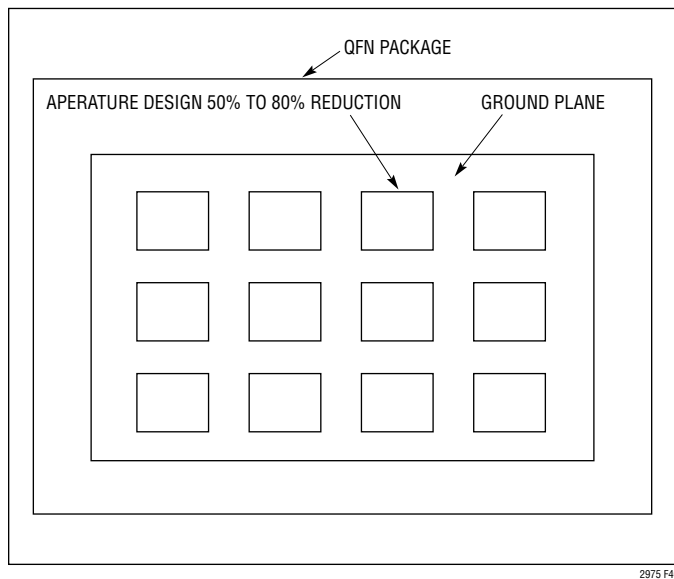 QFN PACKAGE
APERATURE DESIGN 50% TO 80% REDUCTION
GROUND PLANE
2975 F4